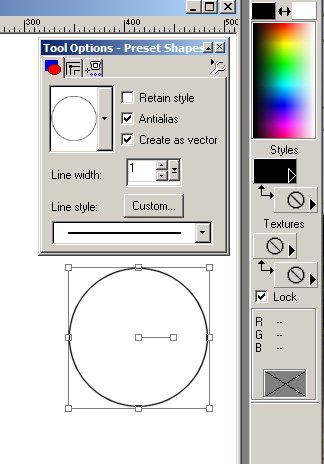 300 400 500
Tool Options - Preset Shapes
Retain style
Antialias
Create as vector
Line width: 1
Line style: Custom...
Styles
Textures
Lock
R --
G --
B --